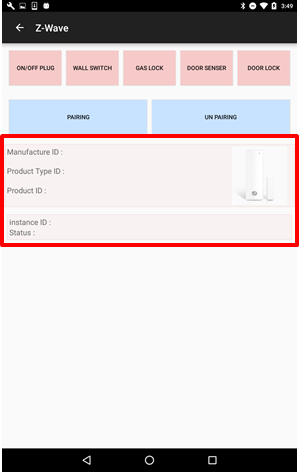 3:49
Z-Wave
ON/OFF PLUG WALL SWITCH GAS LOCK DOOR SENSER DOOR LOCK
PAIRING UN PAIRING
Manufacture ID :
Product Type ID :
Product ID :
instance ID :
Status :